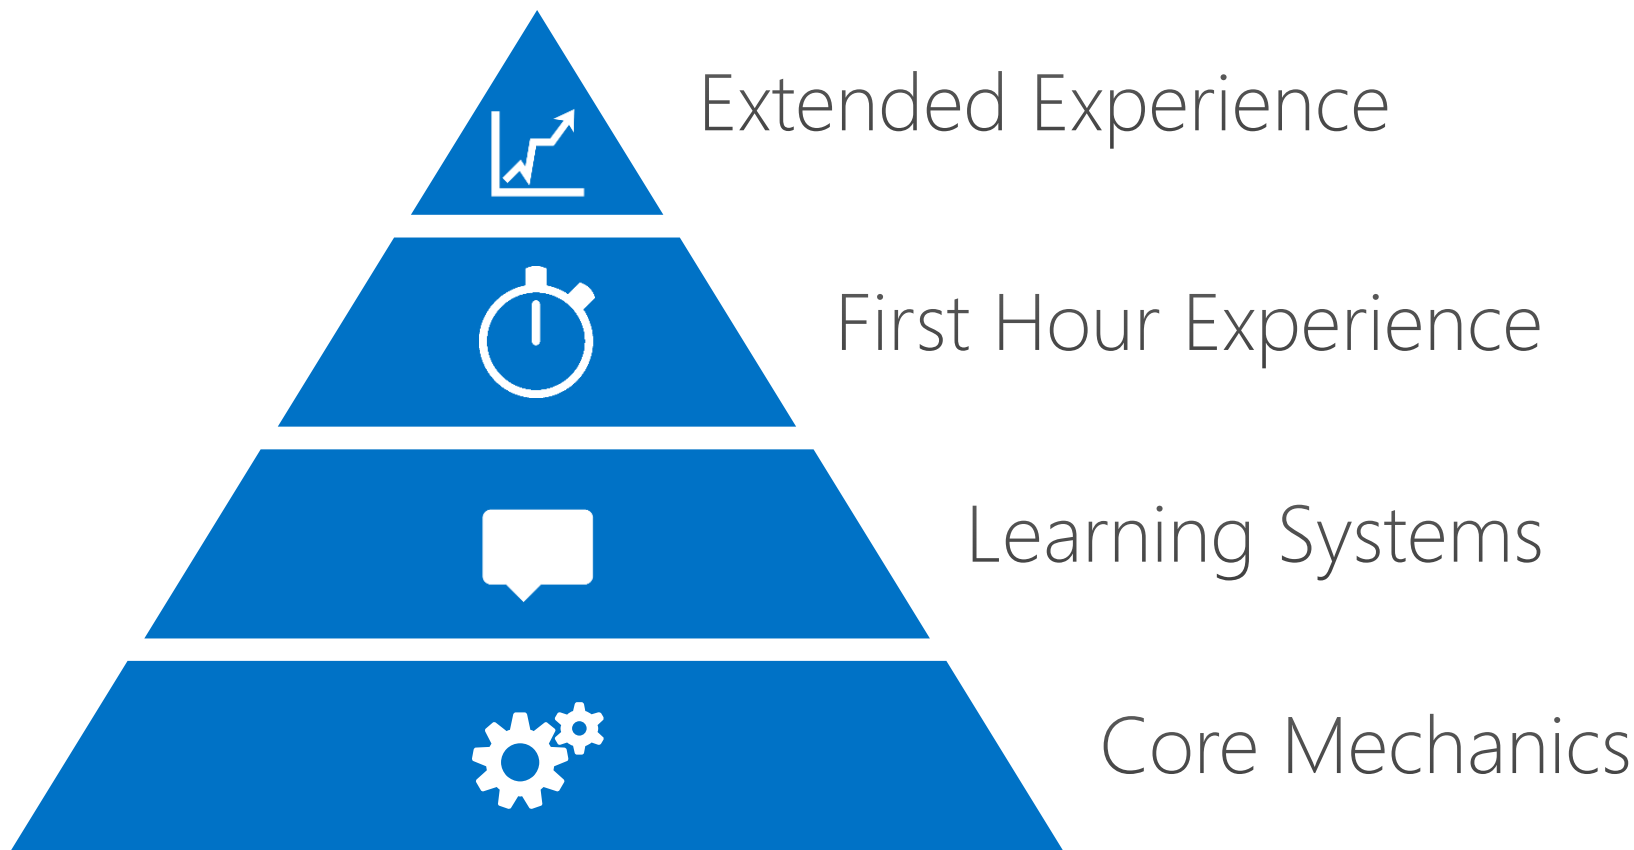 Extended Experience
First Hour Experience
Learning Systems
Core Mechanics